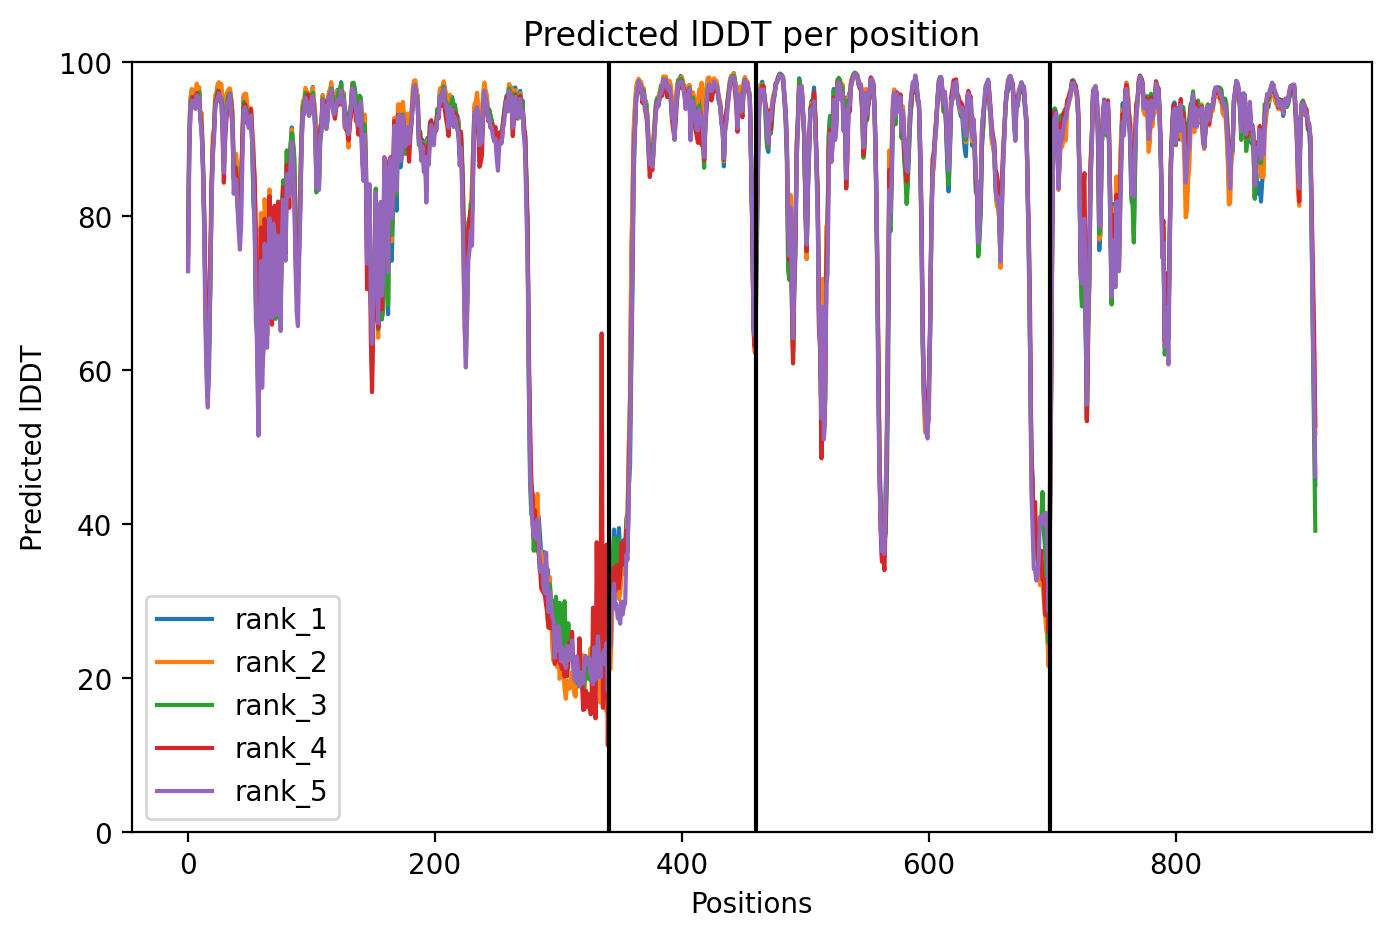 Predicted lDDT per position
100
80
60
40
20
0
Predicted lDDT
rank_1
rank_2
rank_3
rank_4
rank_5
0 200 400 600 800
Positions